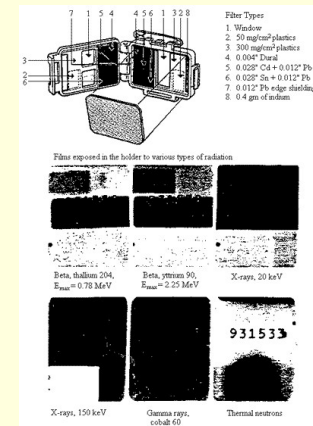 7 1 5 4 4 5 6 1 3 2 8
3
2
6
Filter Types
1. Window
2. 50 mg/cm² plastics
3. 300 mg/cm² plastics
4. 0.004" Dural
5. 0.028" Cd + 0.012" Pb
6. 0.028" Sn + 0.012" Pb
7. 0.012" Pb edge shielding
8. 0.4 gm of indium
Films exposed in the holder to various types of radiation
Beta, thallium 204,
Emax = 0.78 MeV
Beta, yttrium 90,
Emax = 2.25 MeV
X-rays, 20 keV
931533
X-rays, 150 keV
Gamma rays,
cobalt 60
Thermal neutrons